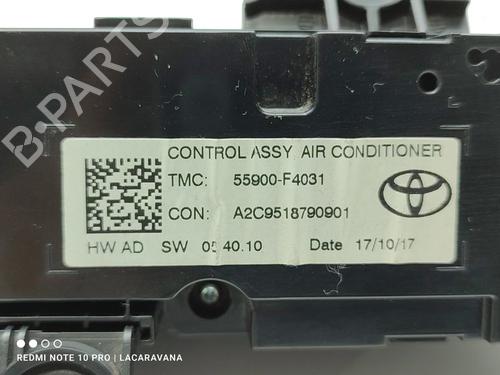 B-PARTS
CONTROL ASSY AIR CONDITIONER
TMC: 55900-F4031
CON: A2C9518790901
HW AD SW 05.40.10 Date 17/10/17
REDMI NOTE 10 PRO | LACARAVANA